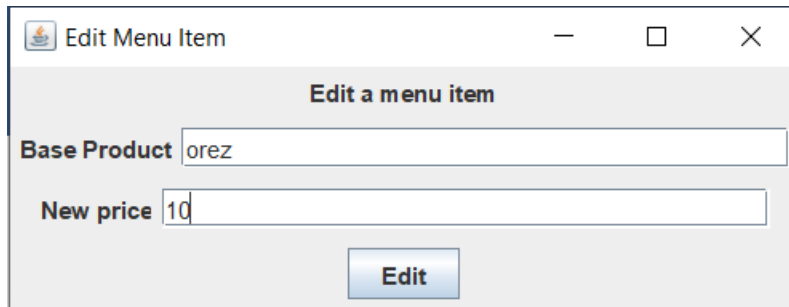 Edit Menu Item
Edit a menu item
Base Product orez
New price 10
Edit